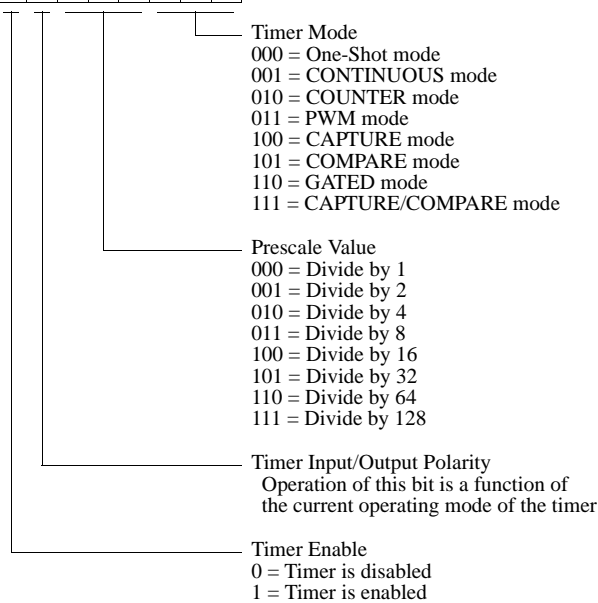 Timer Mode
000 = One-Shot mode
001 = CONTINUOUS mode
010 = COUNTER mode
011 = PWM mode
100 = CAPTURE mode
101 = COMPARE mode
110 = GATED mode
111 = CAPTURE/COMPARE mode
Prescale Value
000 = Divide by 1
001 = Divide by 2
010 = Divide by 4
011 = Divide by 8
100 = Divide by 16
101 = Divide by 32
110 = Divide by 64
111 = Divide by 128
Timer Input/Output Polarity
Operation of this bit is a function of
the current operating mode of the timer
Timer Enable
0 = Timer is disabled
1 = Timer is enabled